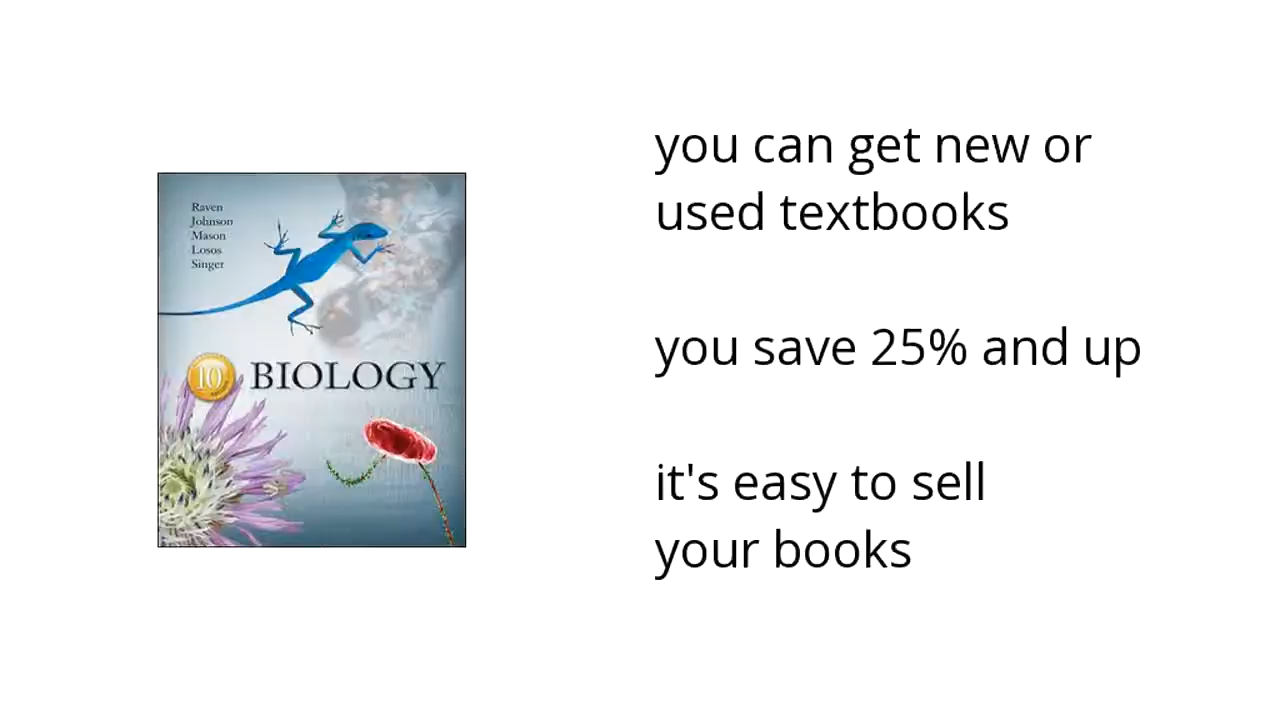 Raven
Johnson
Mason
Losos
Singer
10
BIOLOGY
you can get new or
used textbooks
you save 25% and up
it's easy to sell
your books